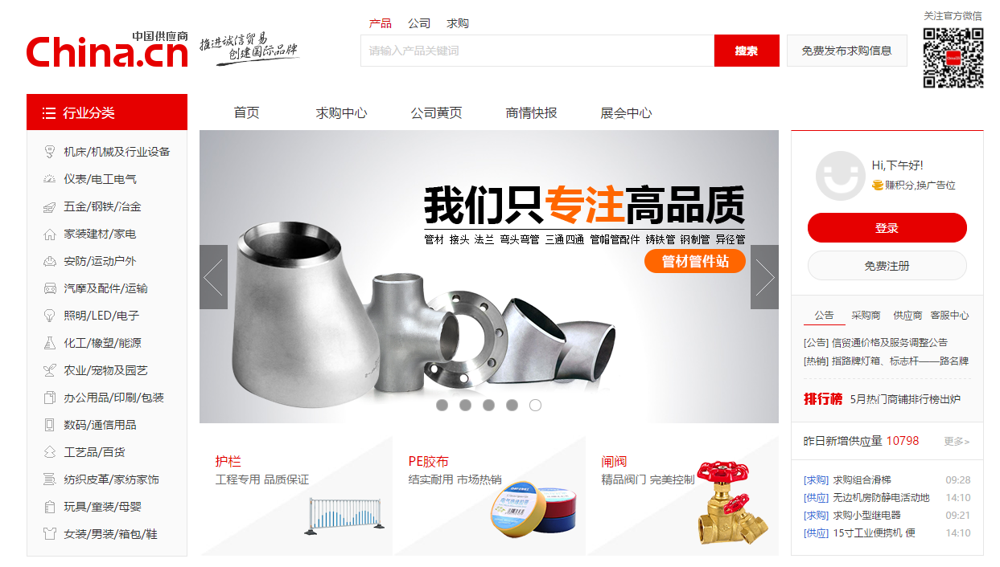 中国供应商
China.cn
推进诚信贸易
创建国际品牌
产品 公司 求购
请输入产品关键词
搜索
免费发布求购信息
关注官方微信
行业分类
首页 求购中心 公司黄页 商情快报 展会中心
机床/机械及行业设备
仪表/电工电气
五金/钢铁/冶金
家装建材/家电
安防/运动户外
汽摩及配件/运输
照明/LED/电子
化工/橡塑/能源
农业/宠物及园艺
办公用品/印刷/包装
数码/通信用品
工艺品/百货
纺织皮革/家纺家饰
玩具/童装/母婴
女装/男装/箱包/鞋
我们只专注高品质
管材 接头 法兰 弯头弯管 三通四通 管帽管配件 铸铁管 钢制管 异径管
管材管件站
护栏
工程专用 品质保证
PE胶布
结实耐用 市场热销
闸阀
精品阀门 完美控制
Hi,下午好!
赚积分,换广告位
登录
免费注册
公告 采购商 供应商 客服中心
[公告] 信贸通价格及服务调整公告
[热销] 指路牌灯箱、标志杆——路名牌
排行榜 5月热门商铺排行榜出炉
昨日新增供应量 10798 更多>
[求购] 求购组合滑梯 09:28
[供应] 无边机房防静电活动地 14:10
[求购] 求购小型继电器 09:21
[供应] 15寸工业便携机 便 14:10